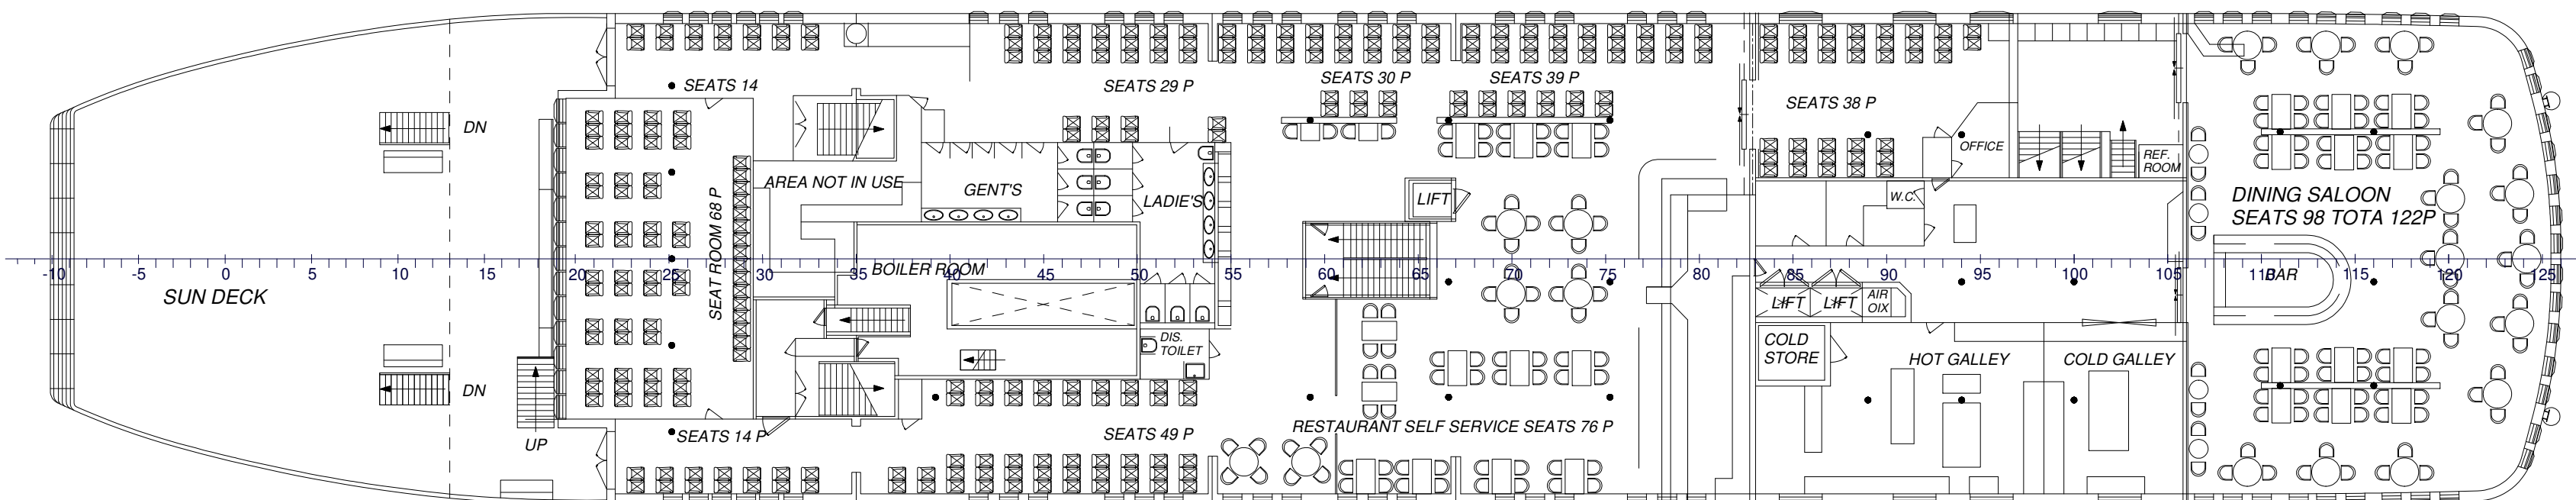 SEATS 14
SEATS 29 P
SEATS 30 P
SEATS 39 P
SEATS 38 P
DN
OFFICE
REF.
ROOM
AREA NOT IN USE
GENT'S
LADIE'S
LIFT
W.C.
DINING SALOON
SEATS 98 TOTA 122P
SEAT ROOM 68 P
BOILER ROOM
-10 -5 0 5 10 15 20 25 30 35 40 45 50 55 60 65 70 75 80 85 90 95 100 105 110 115 120 125
BAR
SUN DECK
LIFT
LIFT
AIR
OIX
DIS.
TOILET
COLD
STORE
HOT GALLEY
COLD GALLEY
DN
UP
SEATS 14 P
SEATS 49 P
RESTAURANT SELF SERVICE SEATS 76 P